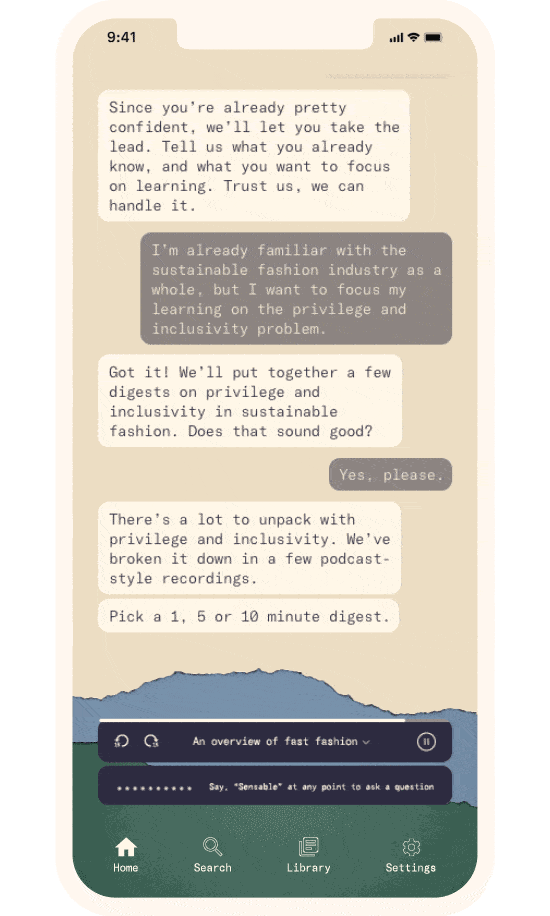 9:41
Since you’re already pretty
confident, we’ll let you take the
lead. Tell us what you already
know, and what you want to focus
on learning. Trust us, we can
handle it.
I’m already familiar with the
sustainable fashion industry as a
whole, but I want to focus my
learning on the privilege and
inclusivity problem.
Got it! We’ll put together a few
digests on privilege and
inclusivity in sustainable
fashion. Does that sound good?
Yes, please.
There’s a lot to unpack with
privilege and inclusivity. We’ve
broken it down in a few podcast-
style recordings.
Pick a 1, 5 or 10 minute digest.
An overview of fast fashion
Say, “Sensable” at any point to ask a question
Home Search Library Settings